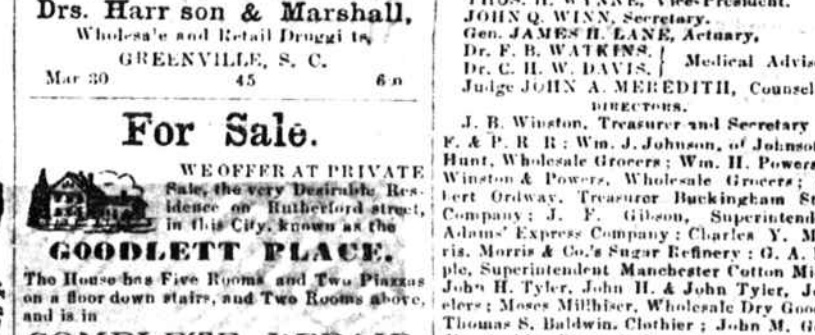 Drs. Harr son & Marshall,
Wholesa'e and Retail Druggi ts,
GREENVILLE, S. C.
Mar 30 45 6 n
For Sale.
WE OFFER AT PRIVATE
Sale, the very Desirable Res-
idence on Rutherford street,
in this City, known as the
GOODLETT PLACE.
The House has Five Rooms and Two Piazzas
on a floor down stairs, and Two Rooms above,
and is in
JOHN Q. WINN, Secretary.
Gen. JAMES H. LANE, Actuary,
Dr. F. B. WATKINS,
Dr. C. H. W. DAVIS, Medical Advis
Judge JOHN A. MEREDITH, Counsel
DIRECTORS.
J. B. Winston, Treasurer and Secretary
F. & P. R R ; Wm. J. Johnson, of Johnson
Hunt, Wholesale Grocers ; Wm. H. Powers
Winston & Powers, Wholesale Grocers ;
bert Ordway, Treasurer Buckingham
Company ; J. F. Gibson, Superintend
Adams' Express Company ; Charles Y. M
ris, Morris & Co.'s Sugar Refinery ; G. A.
ple, Superintendent Manchester Cotton Mi
John H. Tyler, John H. & John Tyler, J
elers ; Moses Millhiser, Wholesale Dry Goo
Thomas S. Baldwin, Clothier ; John M. G